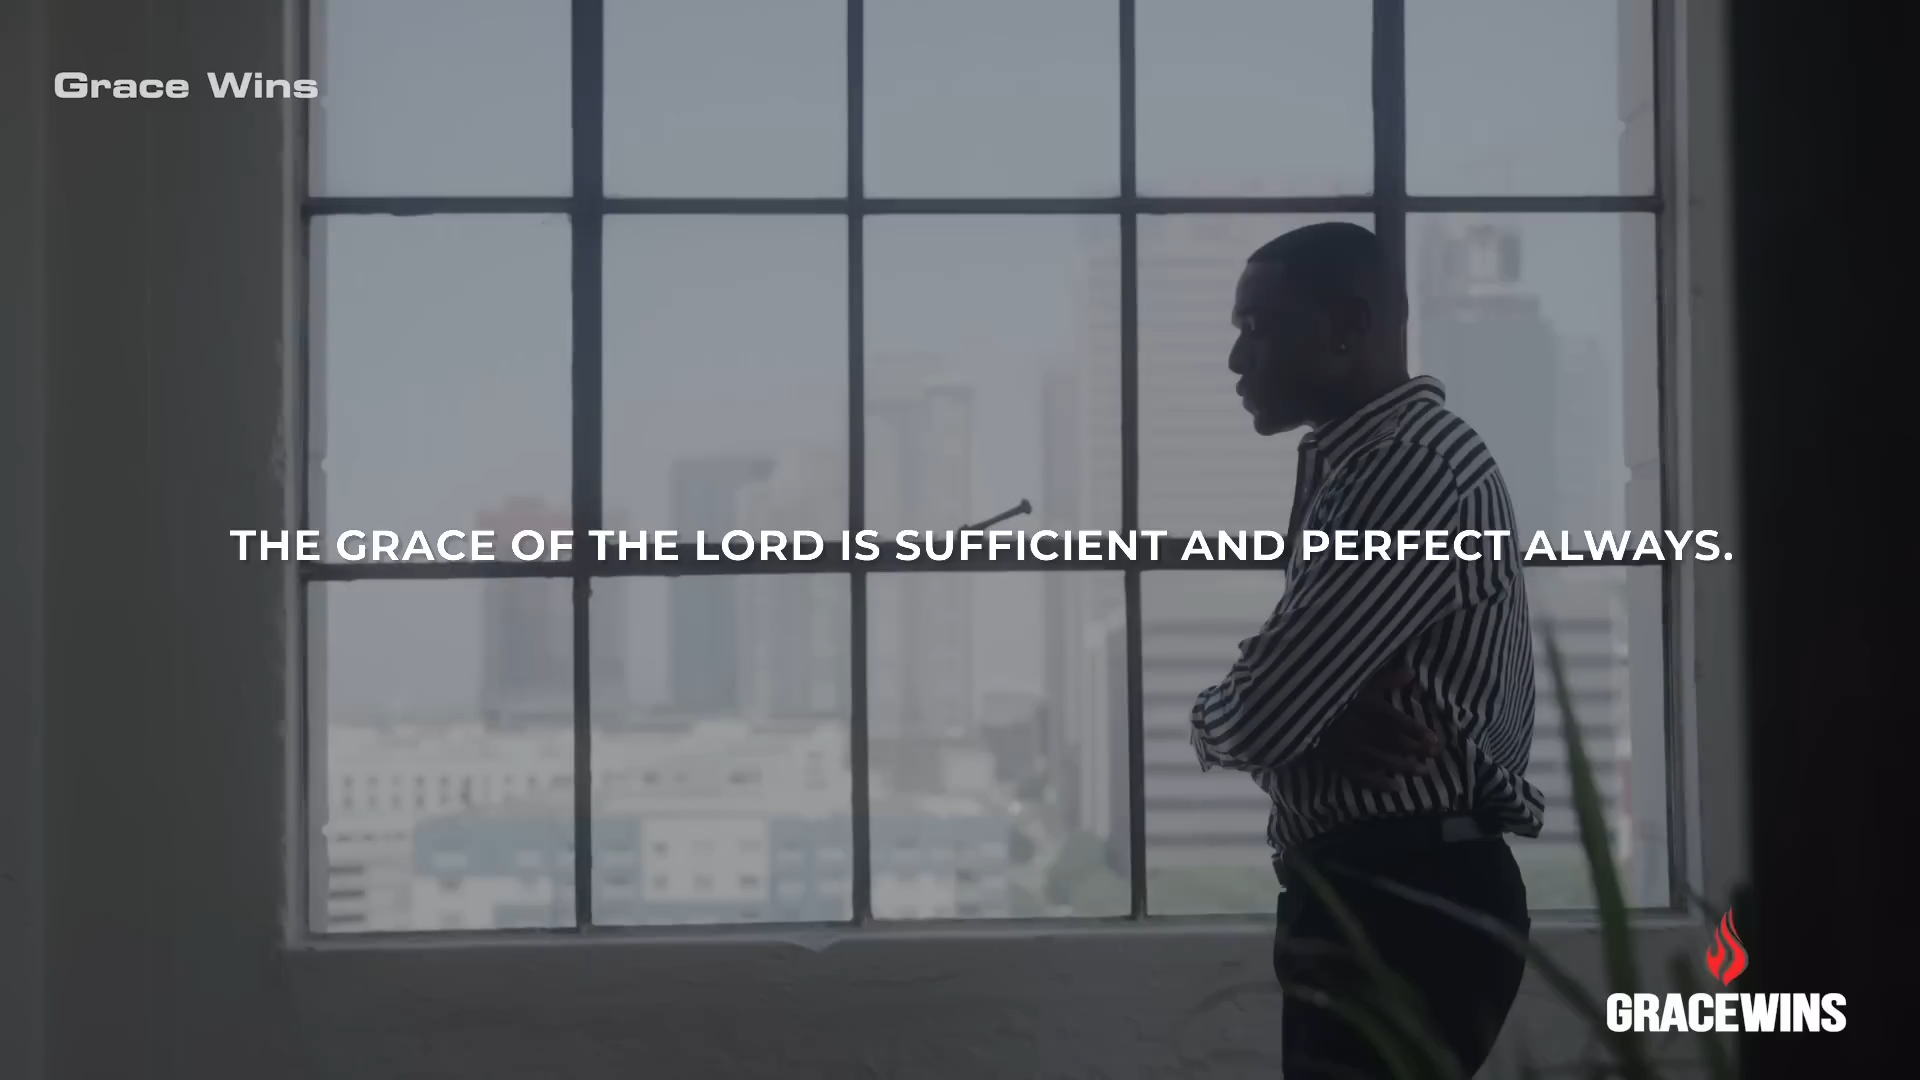 Grace Wins
THE GRACE OF THE LORD IS SUFFICIENT AND PERFECT ALWAYS.
GRACEWINS